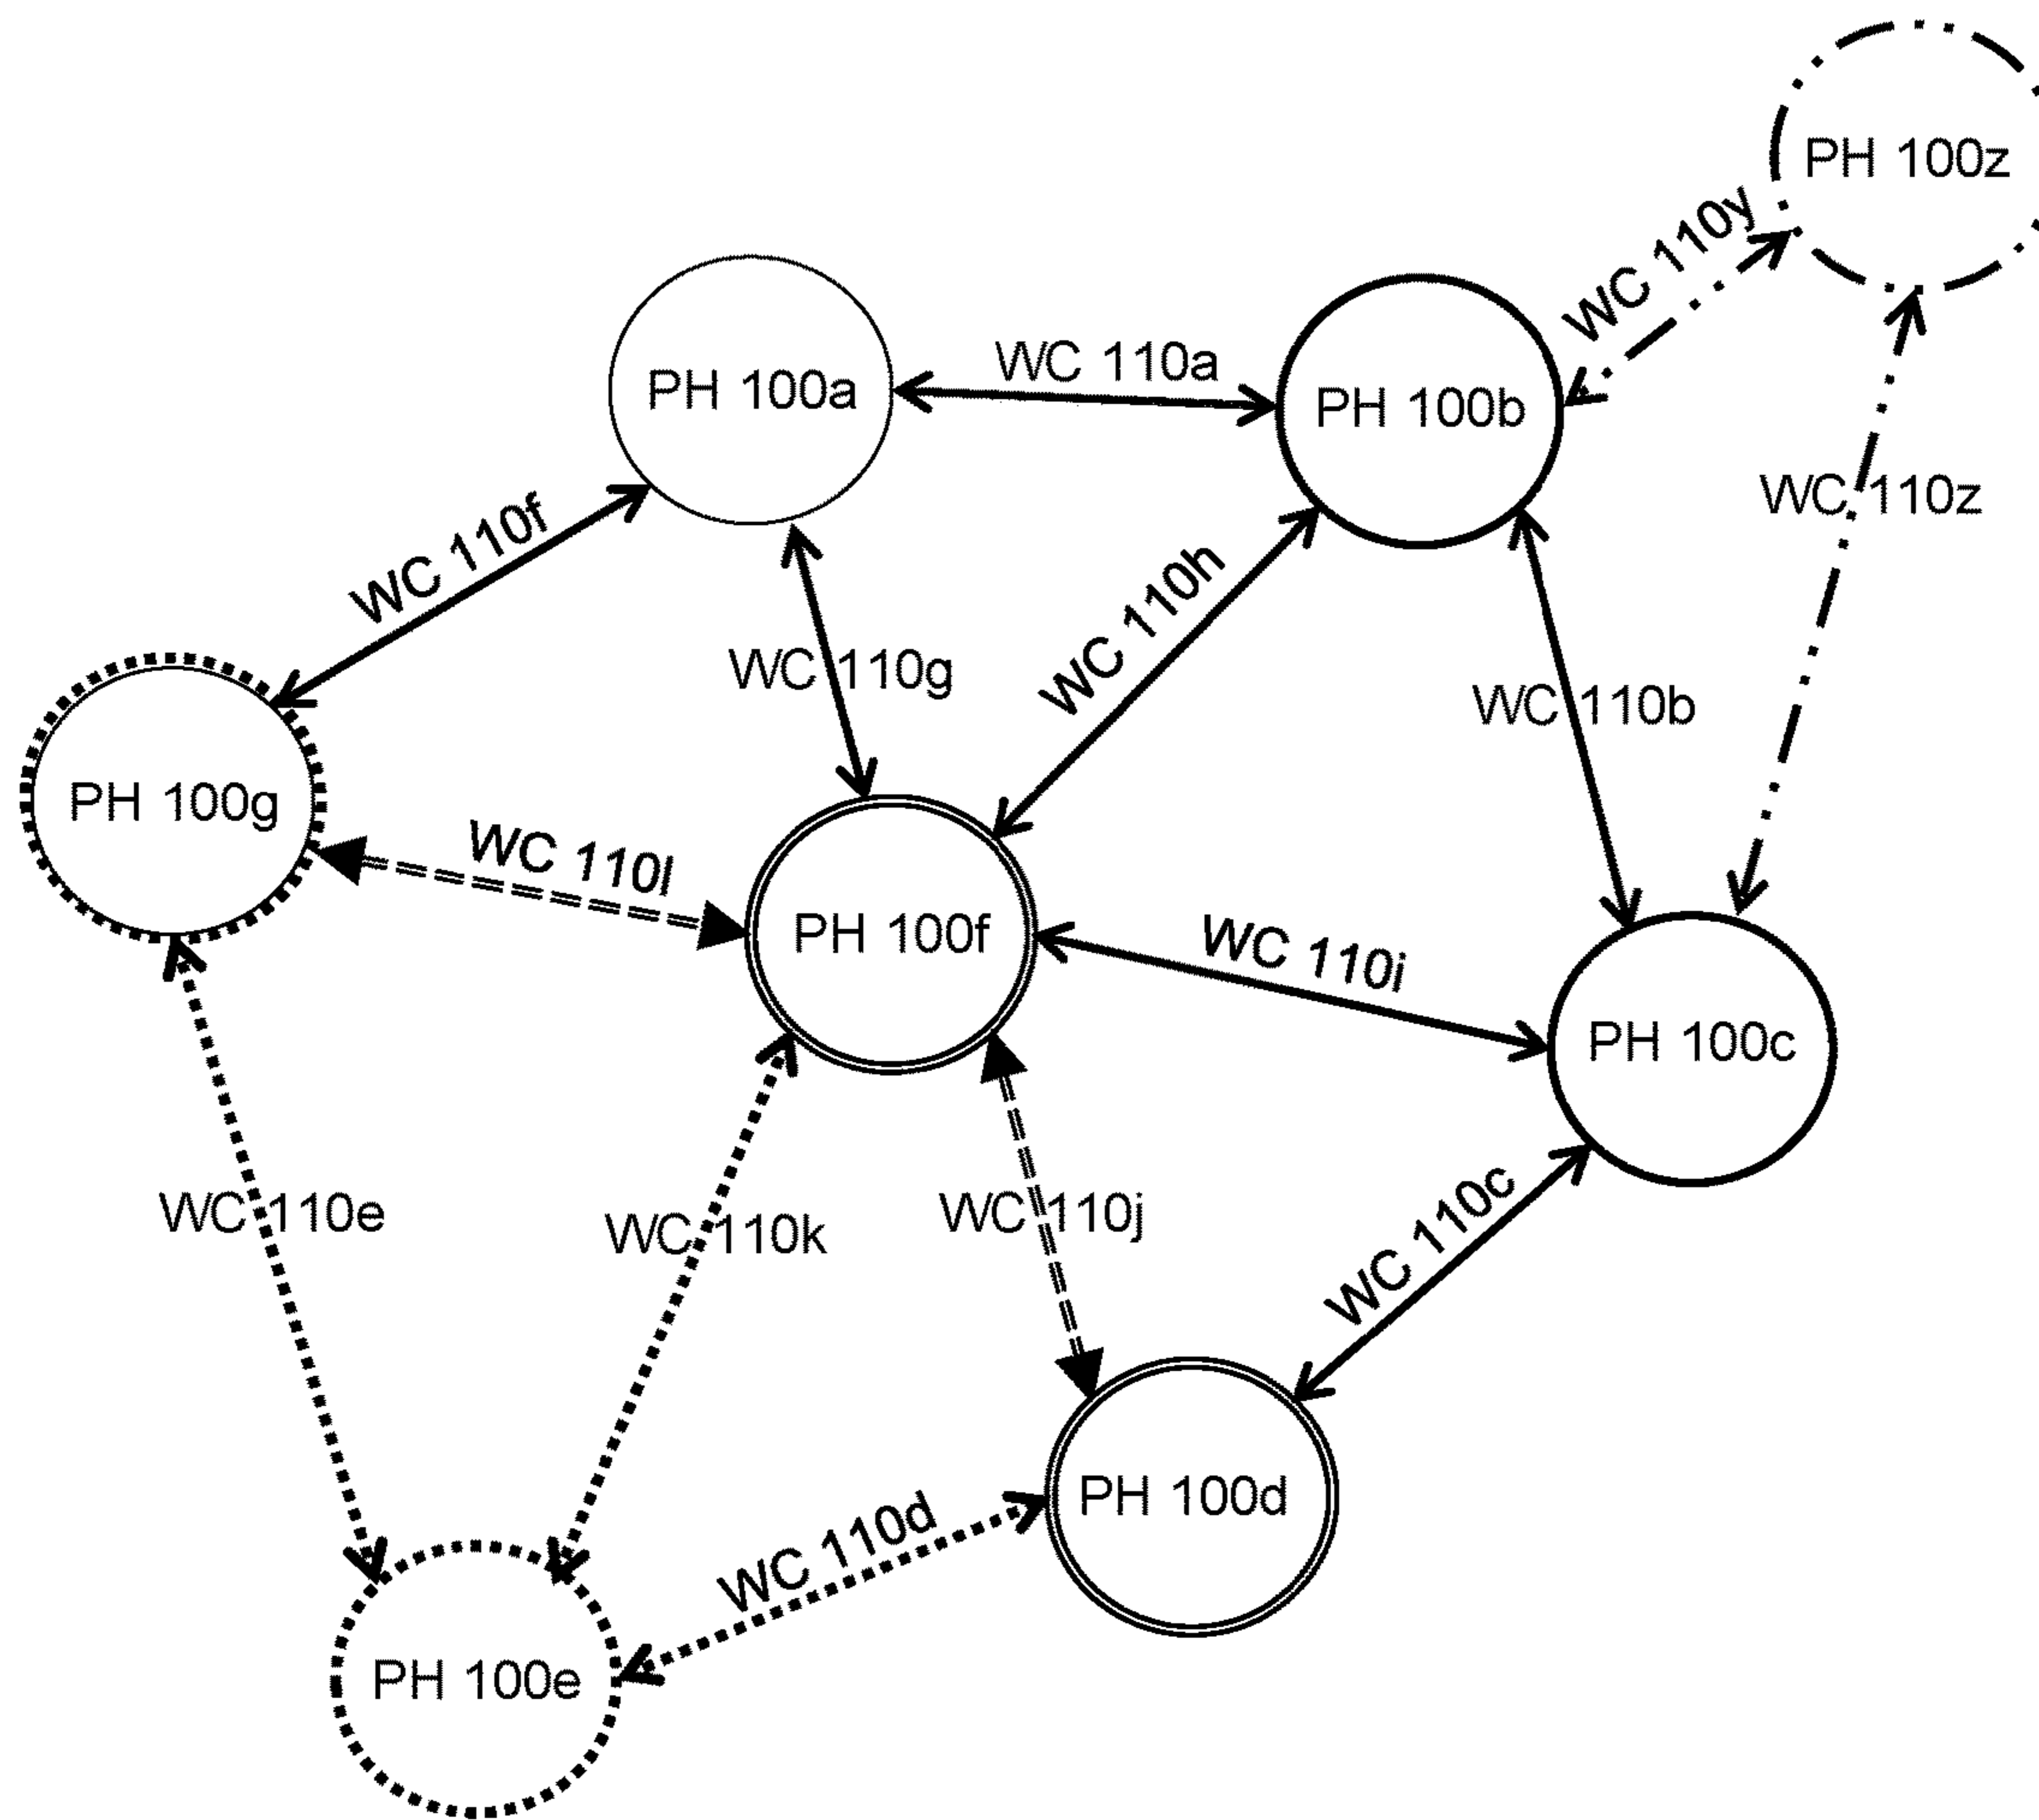 PH 100z
WC 110y
WC 110a
PH 100a
PH 100b
WC 110z
WC 110f
WC 110h
WC 110g
WC 110b
PH 100g
WC 110l
PH 100f
WC 110i
PH 100c
WC 110e
WC 110k
WC 110j
WC 110c
PH 100d
WC 110d
PH 100e